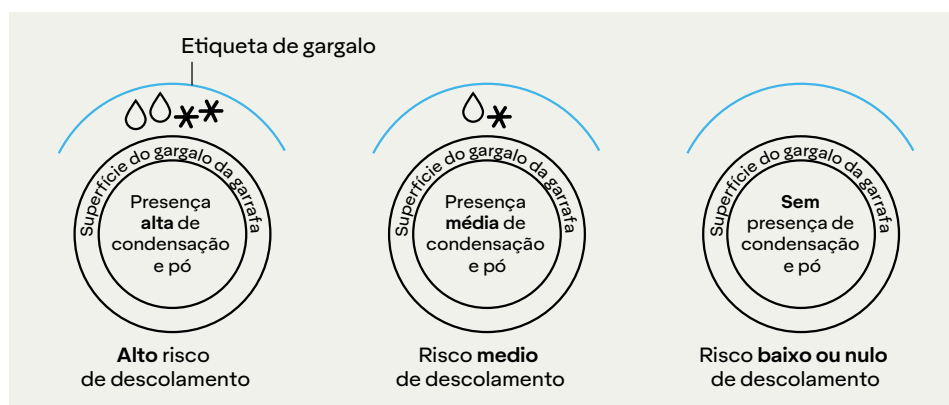 Etiqueta de gargalo
Superfície do gargalo da garrafa
Presença
alta de
condensação
e pó
Alto risco
de descolamento
Superfície do gargalo da garrafa
Presença
média de
condensação
e pó
Risco medio
de descolamento
Superfície do gargalo da garrafa
Sem
presença de
condensação
e pó
Risco baixo ou nulo
de descolamento